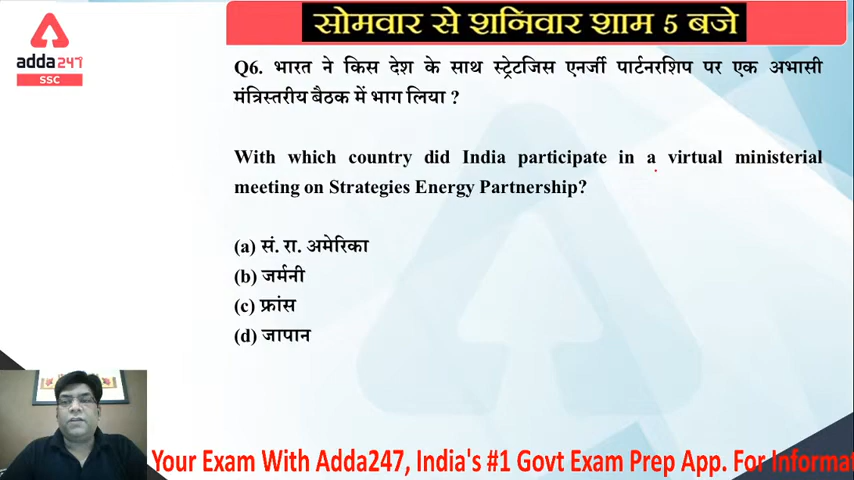 सोमवार से शनिवार शाम 5 बजे
adda247
SSC
Q6. भारत ने किस देश के साथ स्ट्रेटजिस एनर्जी पार्टनरशिप पर एक अभासी
मंत्रिस्तरीय बैठक में भाग लिया ?
With which country did India participate in a virtual ministerial
meeting on Strategies Energy Partnership?
(a) सं. रा. अमेरिका
(b) जर्मनी
(c) फ्रांस
(d) जापान
Your Exam With Adda247, India's #1 Govt Exam Prep App. For Informat